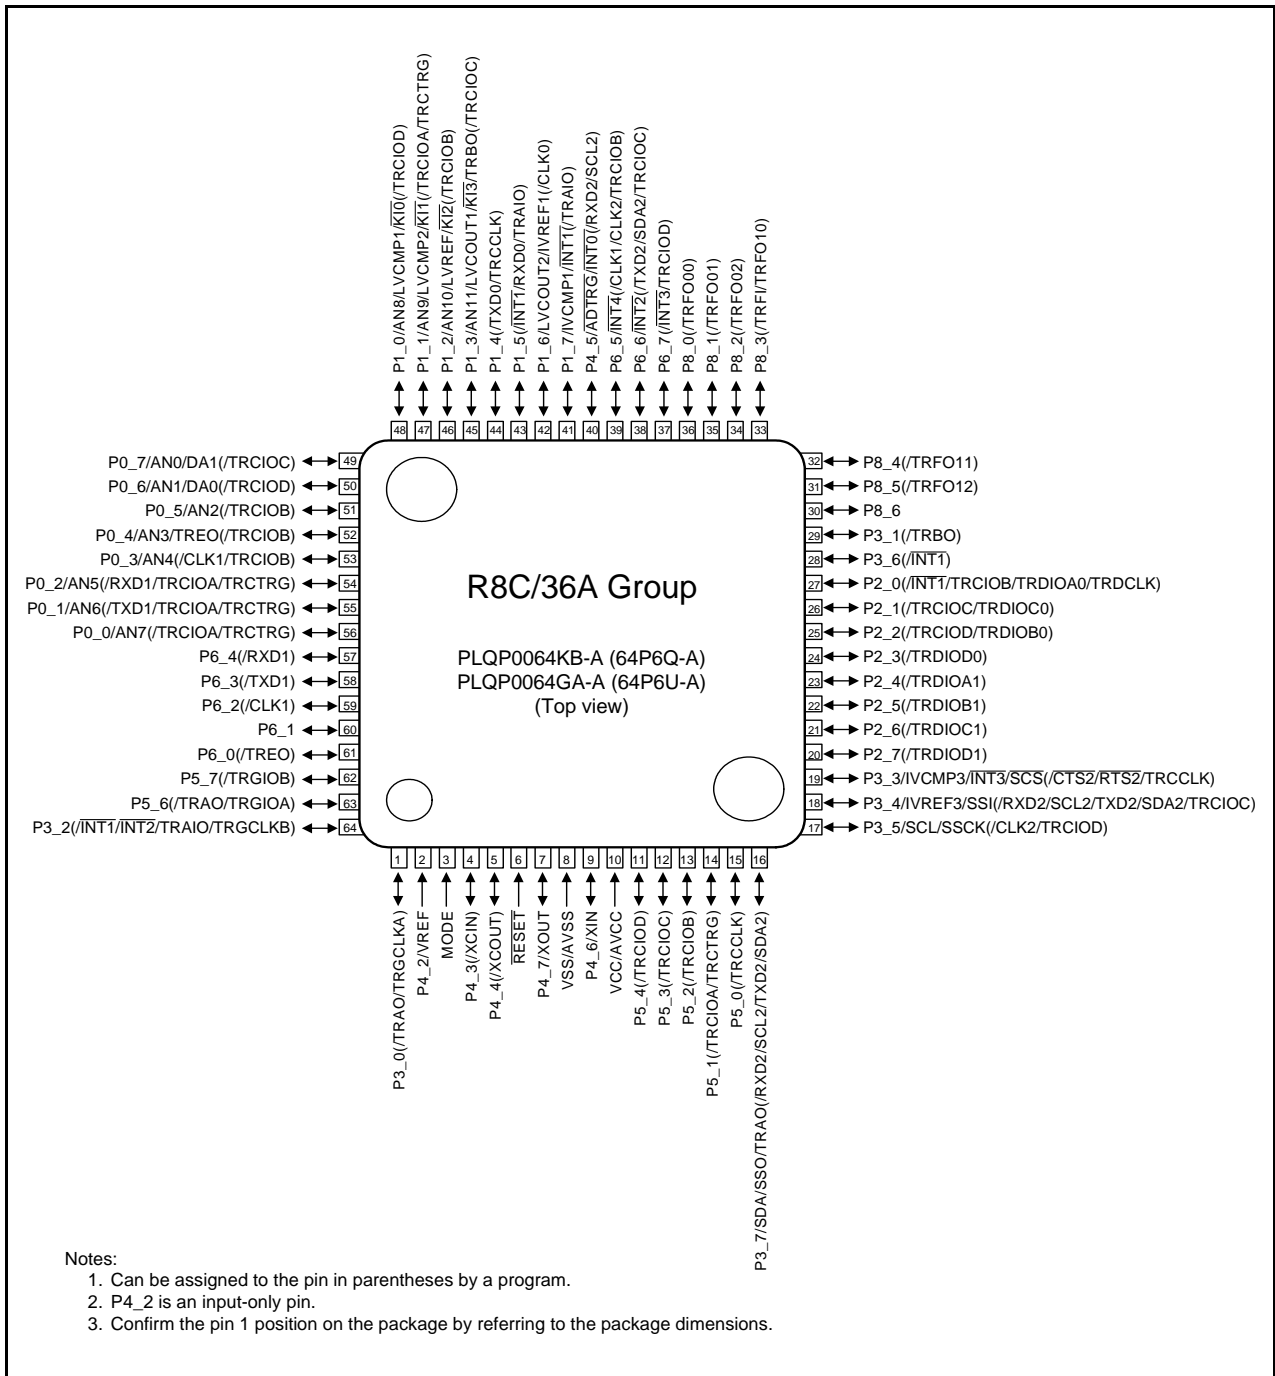 P1_0/AN8/LVCMP1/KI0(/TRCIOD)
P1_1/AN9/LVCMP2/KI1(/TRCIOA/TRCTRG)
P1_2/AN10/LVREF/KI2(/TRCIOB)
P1_3/AN11/LVCOUT1/KI3/TRBO(/TRCIOC)
P1_4(/TXD0/TRCCLK)
P1_5(/INT1/RXD0/TRAIO)
P1_6/LVCOUT2/IVREF1(/CLK0)
P1_7/IVCMP1/INT1(/TRAIO)
P4_5/ADTRG/INT0(/RXD2/SCL2)
P6_5/INT4(/CLK1/CLK2/TRCIOB)
P6_6/INT2(/TXD2/SDA2/TRCIOC)
P6_7(/INT3/TRCIOD)
P8_0(/TRFO00)
P8_1(/TRFO01)
P8_2(/TRFO02)
P8_3(/TRFI/TRFO10)
48 47 46 45 44 43 42 41 40 39 38 37 36 35 34 33
P0_7/AN0/DA1(/TRCIOC) 49
P0_6/AN1/DA0(/TRCIOD) 50
P0_5/AN2(/TRCIOB) 51
P0_4/AN3/TREO(/TRCIOB) 52
P0_3/AN4(/CLK1/TRCIOB) 53
P0_2/AN5(/RXD1/TRCIOA/TRCTRG) 54
P0_1/AN6(/TXD1/TRCIOA/TRCTRG) 55
P0_0/AN7(/TRCIOA/TRCTRG) 56
P6_4(/RXD1) 57
P6_3(/TXD1) 58
P6_2(/CLK1) 59
P6_1 60
P6_0(/TREO) 61
P5_7(/TRGIOB) 62
P5_6(/TRAO/TRGIOA) 63
P3_2(/INT1/INT2/TRAIO/TRGCLKB) 64
R8C/36A Group
PLQP0064KB-A (64P6Q-A)
PLQP0064GA-A (64P6U-A)
(Top view)
32 P8_4(/TRFO11)
31 P8_5(/TRFO12)
30 P8_6
29 P3_1(/TRBO)
28 P3_6(/INT1)
27 P2_0(/INT1/TRCIOB/TRDIOA0/TRDCLK)
26 P2_1(/TRCIOC/TRDIOC0)
25 P2_2(/TRCIOD/TRDIOB0)
24 P2_3(/TRDIOD0)
23 P2_4(/TRDIOA1)
22 P2_5(/TRDIOB1)
21 P2_6(/TRDIOC1)
20 P2_7(/TRDIOD1)
19 P3_3/IVCMP3/INT3/SCS(/CTS2/RTS2/TRCCLK)
18 P3_4/IVREF3/SSI(/RXD2/SCL2/TXD2/SDA2/TRCIOC)
17 P3_5/SCL/SSCK(/CLK2/TRCIOD)
1 2 3 4 5 6 7 8 9 10 11 12 13 14 15 16
P3_0(/TRAO/TRGCLKA)
P4_2/VREF
MODE
P4_3(/XCIN)
P4_4(/XCOUT)
RESET
P4_7/XOUT
VSS/AVSS
P4_6/XIN
VCC/AVCC
P5_4(/TRCIOD)
P5_3(/TRCIOC)
P5_2(/TRCIOB)
P5_1(/TRCIOA/TRCTRG)
P5_0(/TRCCLK)
P3_7/SDA/SSO/TRAO(/RXD2/SCL2/TXD2/SDA2)
Notes:
1. Can be assigned to the pin in parentheses by a program.
2. P4_2 is an input-only pin.
3. Confirm the pin 1 position on the package by referring to the package dimensions.